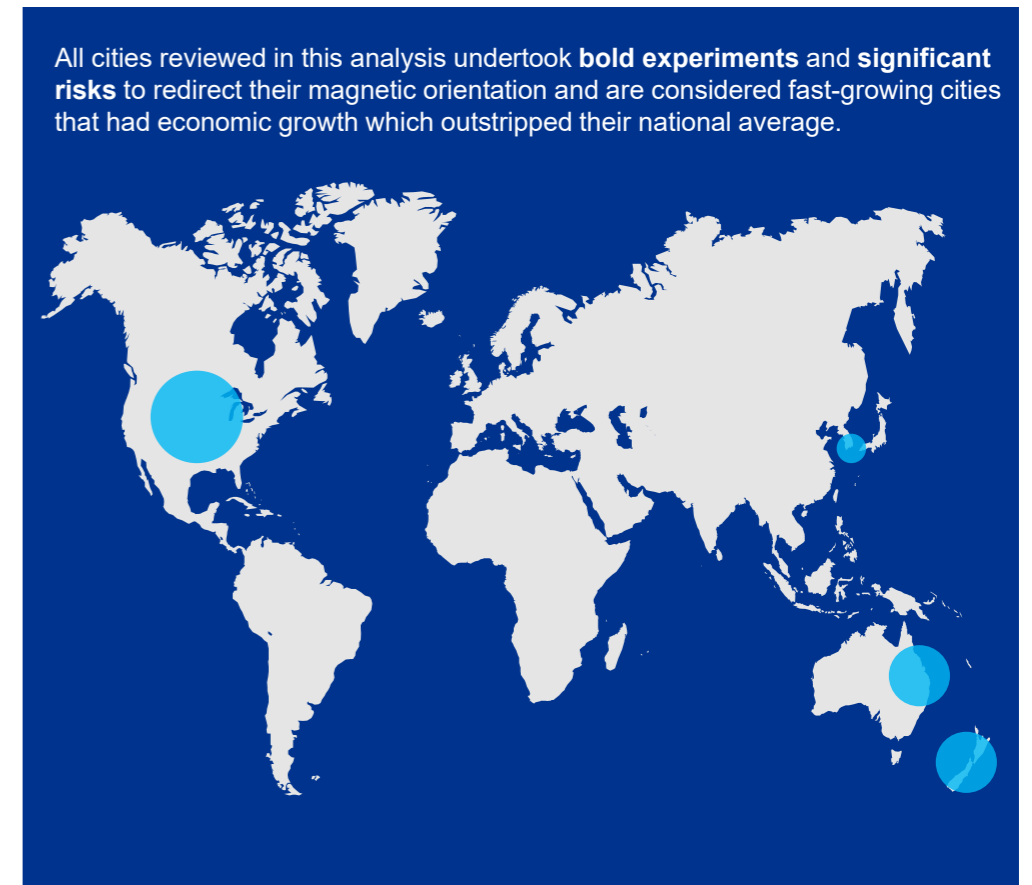 All cities reviewed in this analysis undertook bold experiments and significant
risks to redirect their magnetic orientation and are considered fast-growing cities
that had economic growth which outstripped their national average.